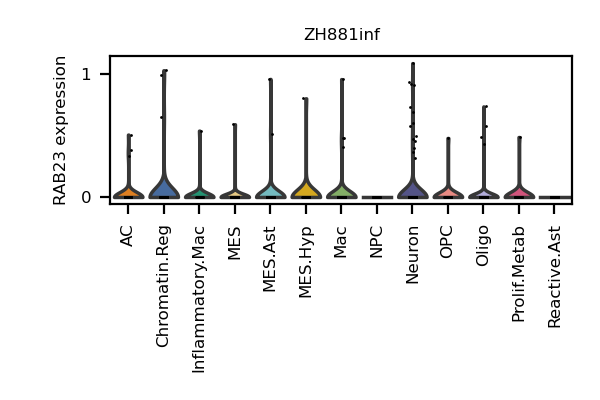 ZH881inf
RAB23 expression
1
0
AC
Chromatin.Reg
Inflammatory.Mac
MES
MES.Ast
MES.Hyp
Mac
NPC
Neuron
OPC
Oligo
Prolif.Metab
Reactive.Ast